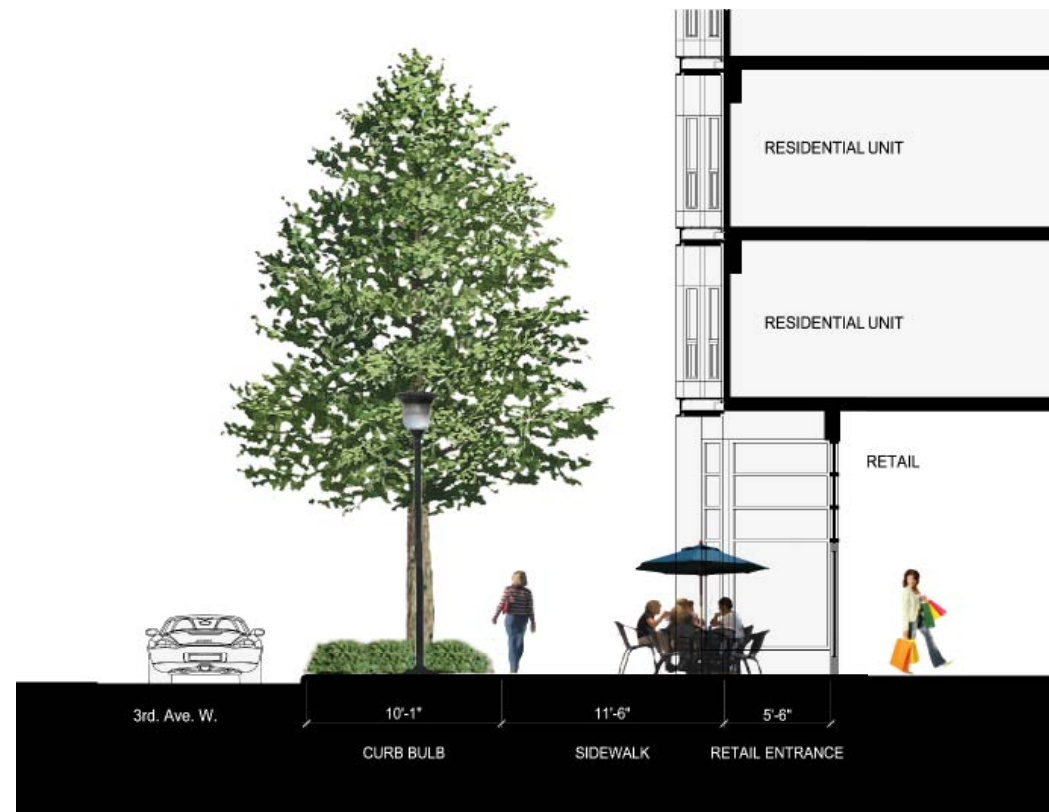 RESIDENTIAL UNIT
RESIDENTIAL UNIT
RETAIL
3rd. Ave. W.
10'-1"
11'-6"
5'-6"
CURB BULB
SIDEWALK
RETAIL ENTRANCE